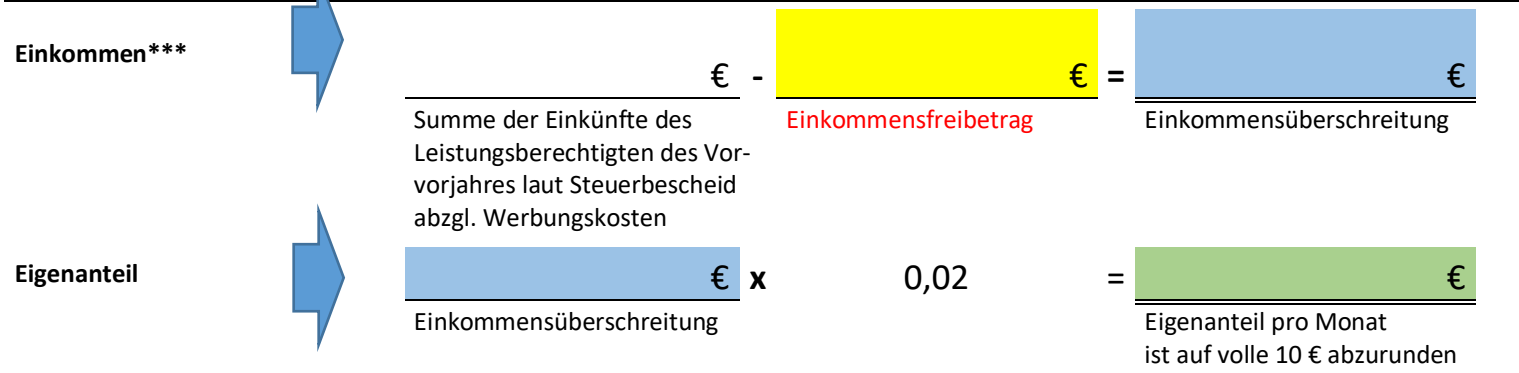 Einkommen***
€ - € = €
Summe der Einkünfte des Einkommensfreibetrag Einkommensüberschreitung
Leistungsberechtigten des Vor-
vorjahres laut Steuerbescheid
abzgl. Werbungskosten
Eigenanteil € x 0,02 = €
Einkommensüberschreitung Eigenanteil pro Monat
ist auf volle 10 € abzurunden